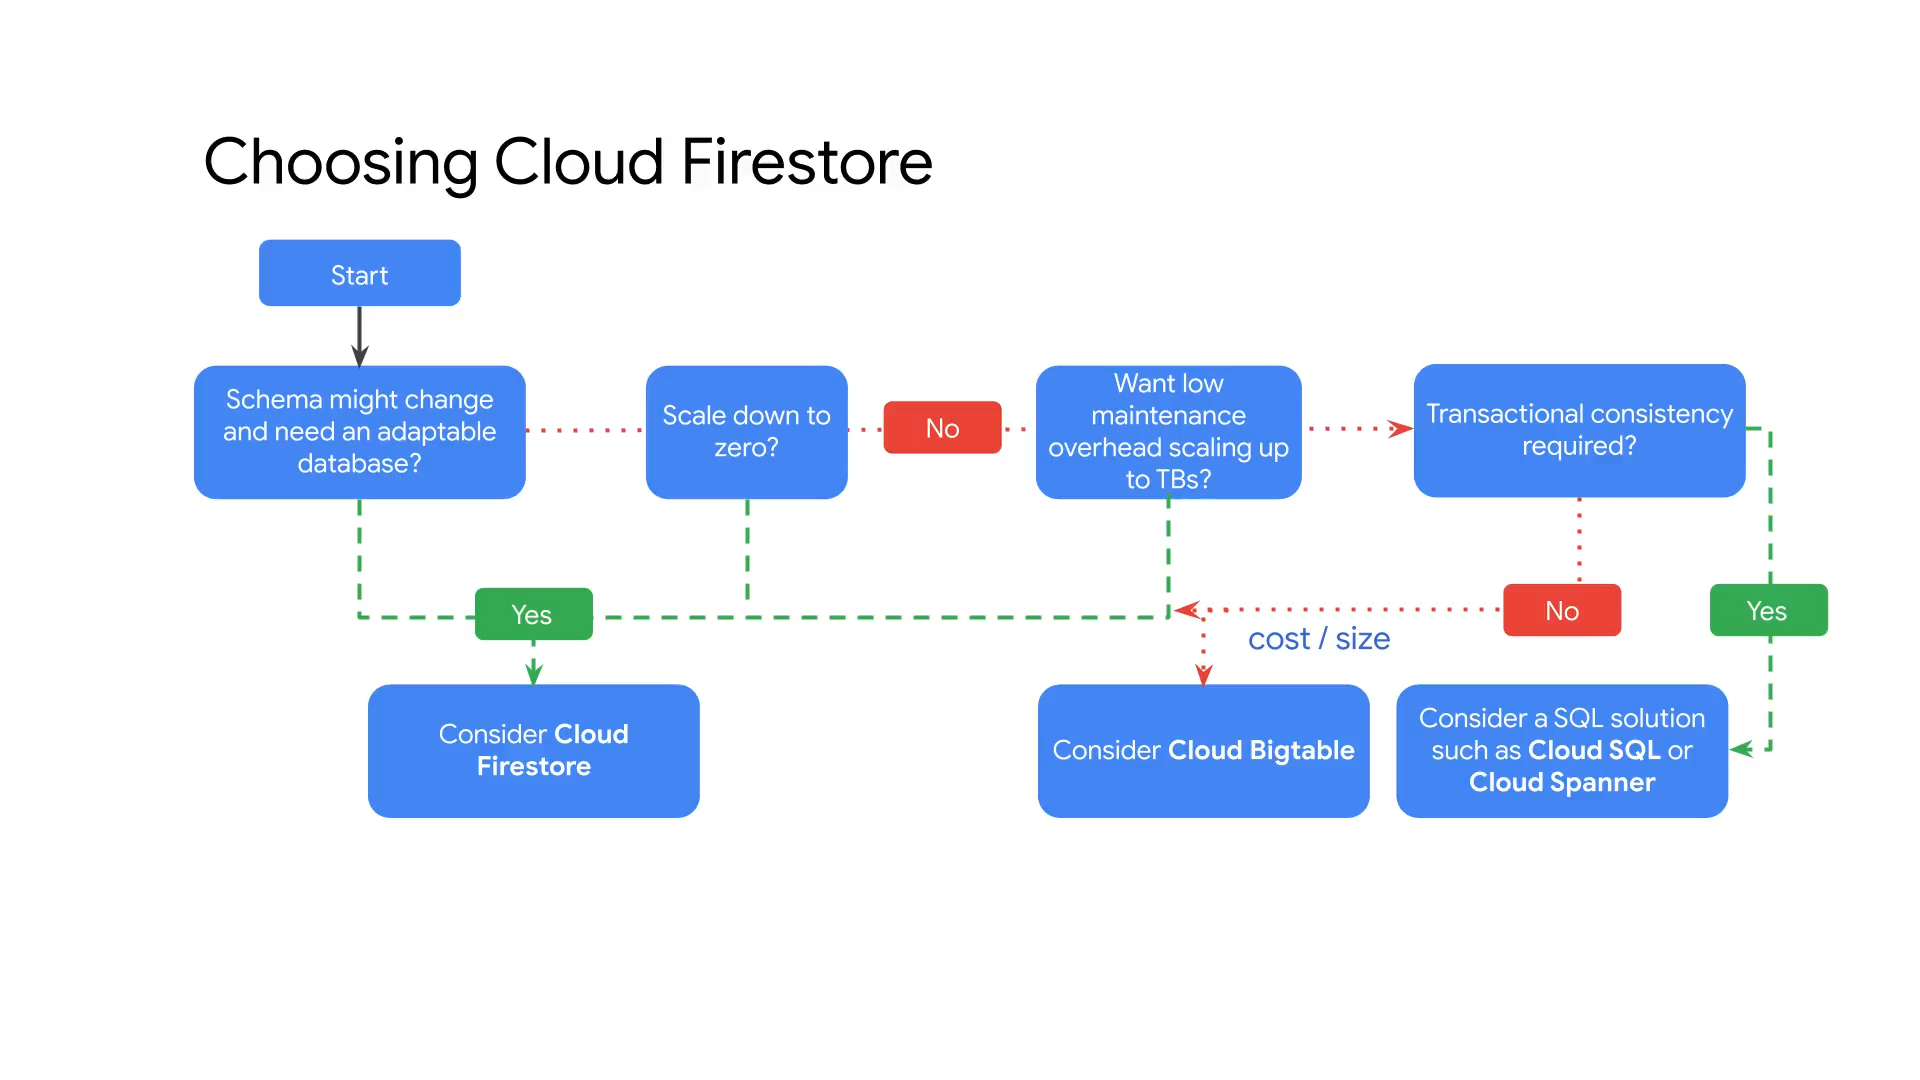 Choosing Cloud Firestore
Start
Schema might change
and need an adaptable
database?
Scale down to
zero?
No
Want low
maintenance
overhead scaling up
to TBs?
Transactional consistency
required?
Yes
cost / size
No
Yes
Consider Cloud
Firestore
Consider Cloud Bigtable
Consider a SQL solution
such as Cloud SQL or
Cloud Spanner